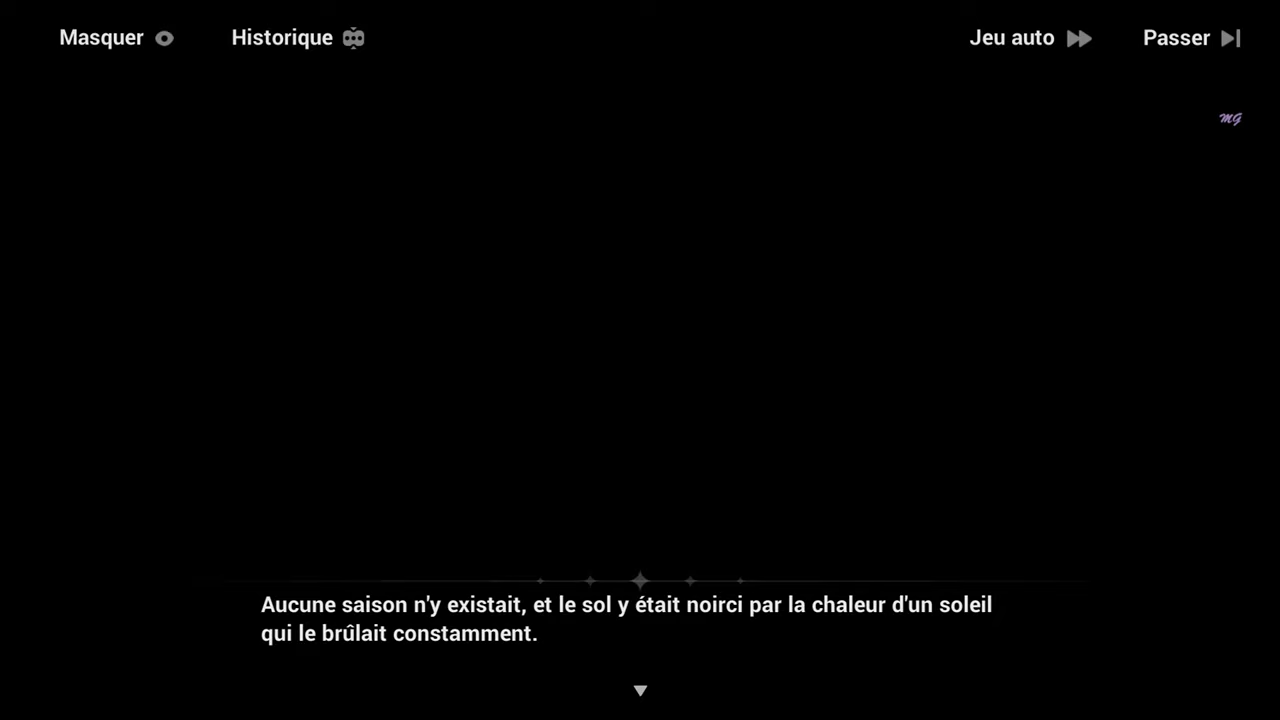 Masquer
Historique
Jeu auto
Passer
MG
Aucune saison n'y existait, et le sol y était noirci par la chaleur d'un soleil
qui le brûlait constamment.